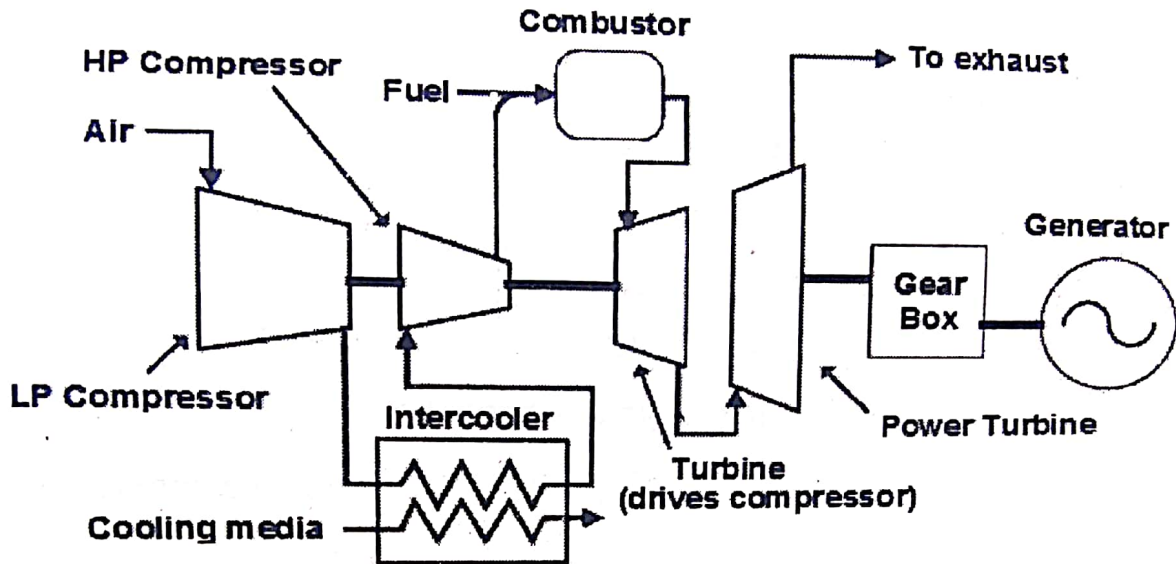 Combustor
HP Compressor
To exhaust
Fuel
Air
Generator
Gear
Box
LP Compressor
Intercooler
Power Turbine
Turbine
(drives compressor)
Cooling media